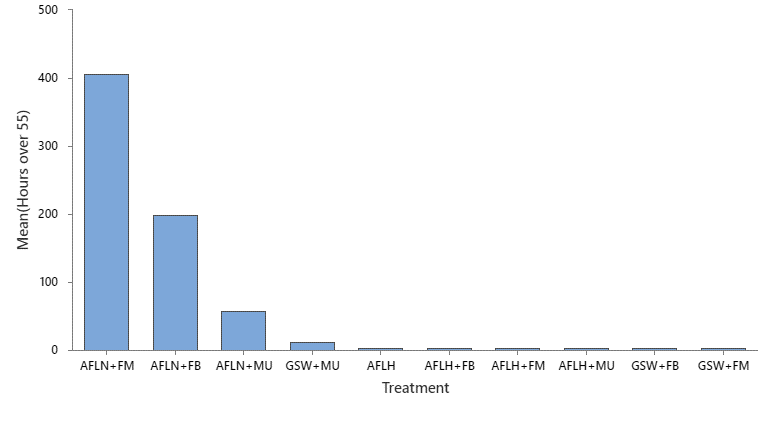 500
400
300
200
100
0
Mean(Hours over 55)
AFLN+FM AFLN+FB AFLN+MU GSW+MU AFLH AFLH+FB AFLH+FM AFLH+MU GSW+FB GSW+FM
Treatment